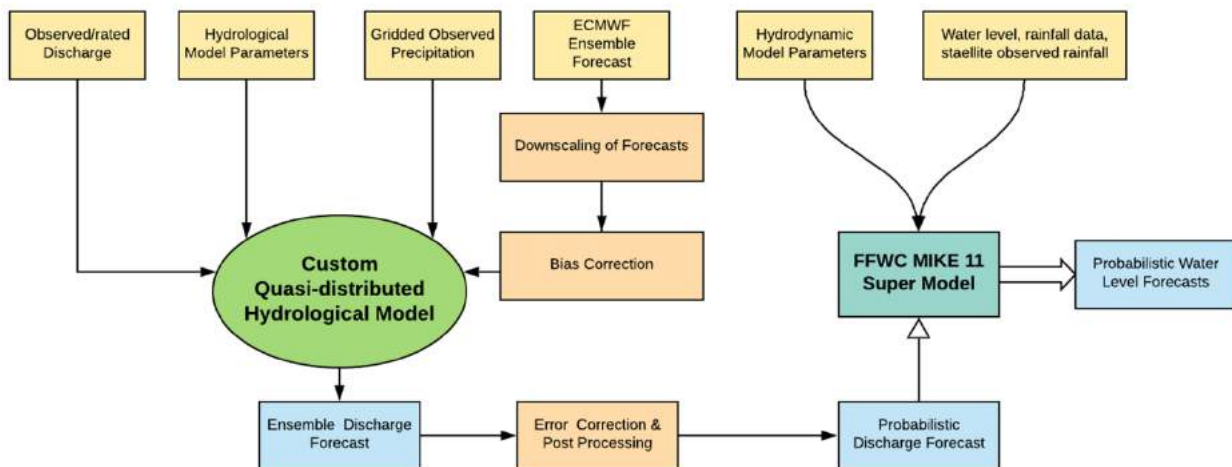 Observed/rated
Discharge
Hydrological
Model Parameters
Gridded Observed
Precipitation
ECMWF
Ensemble
Forecast
Hydrodynamic
Model Parameters
Water level, rainfall data,
staellite observed rainfall
Downscaling of Forecasts
Custom
Quasi-distributed
Hydrological Model
Bias Correction
FFWC MIKE 11
Super Model
Probabilistic Water
Level Forecasts
Ensemble Discharge
Forecast
Error Correction &
Post Processing
Probabilistic
Discharge Forecast